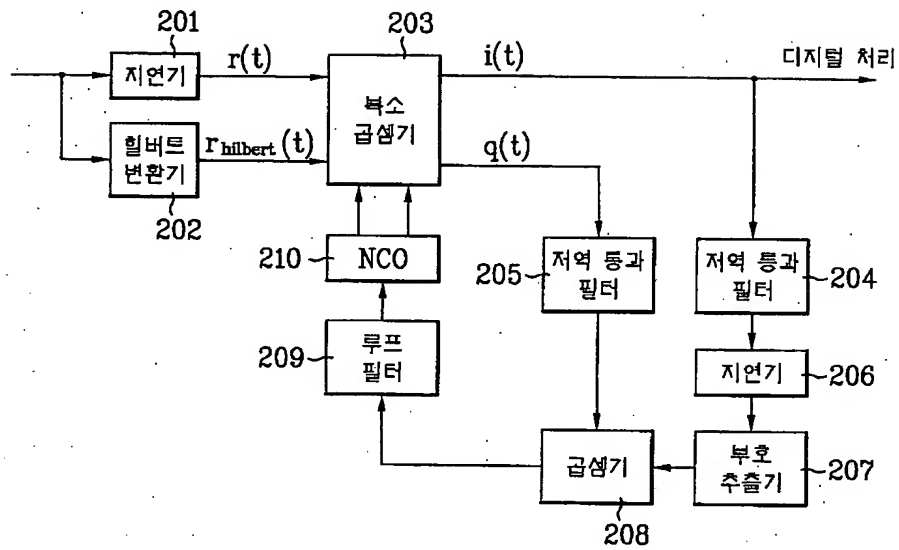 201
203
지연기
r(t)
i(t)
디지털 처리
복소
곱셈기
힐버트
변환기
r hilbert (t)
q(t)
202
210
NCO
205
저역 통과
필터
저역 통과
필터
204
209
루프
필터
지연기
206
곱셈기
부호
추출기
207
208